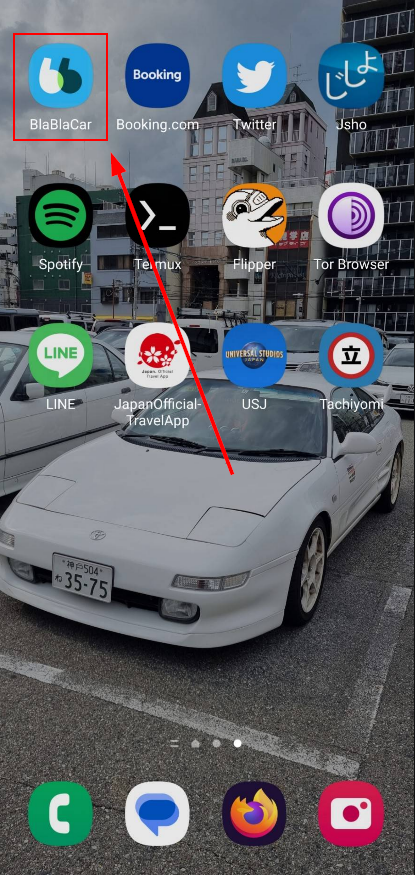 BlaBlaCar
Booking
Booking.com
Twitter
じしょ
Jsho
Spotify
Termux
Flipper
Tor Browser
LINE
LINE
Japan. Official
Travel App
JapanOfficial-
TravelApp
UNIVERSAL STUDIOS
JAPAN
USJ
立
Tachiyomi
神戸504
ね 35-75